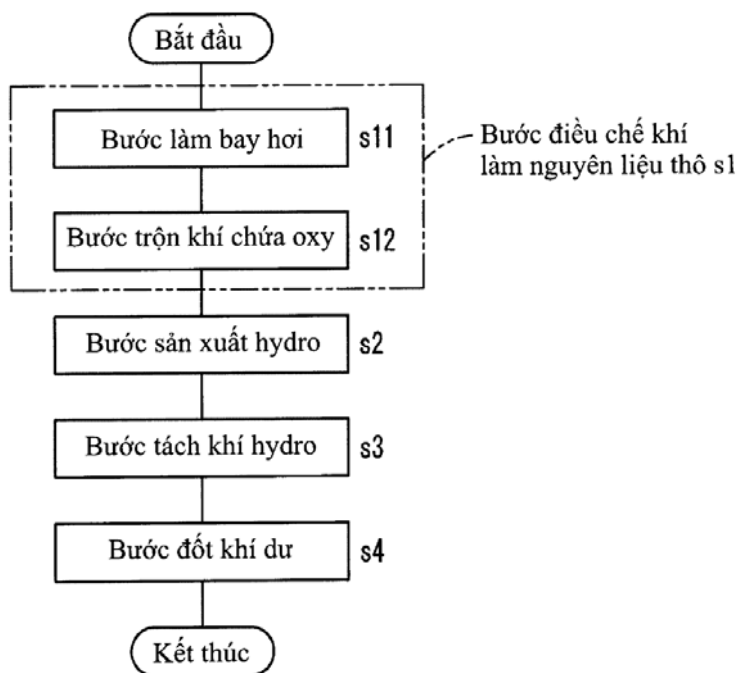 Bắt đầu
Bước làm bay hơi s11
Bước điều chế khí
làm nguyên liệu thô s1
Bước trộn khí chứa oxy s12
Bước sản xuất hydro s2
Bước tách khí hydro s3
Bước đốt khí dư s4
Kết thúc